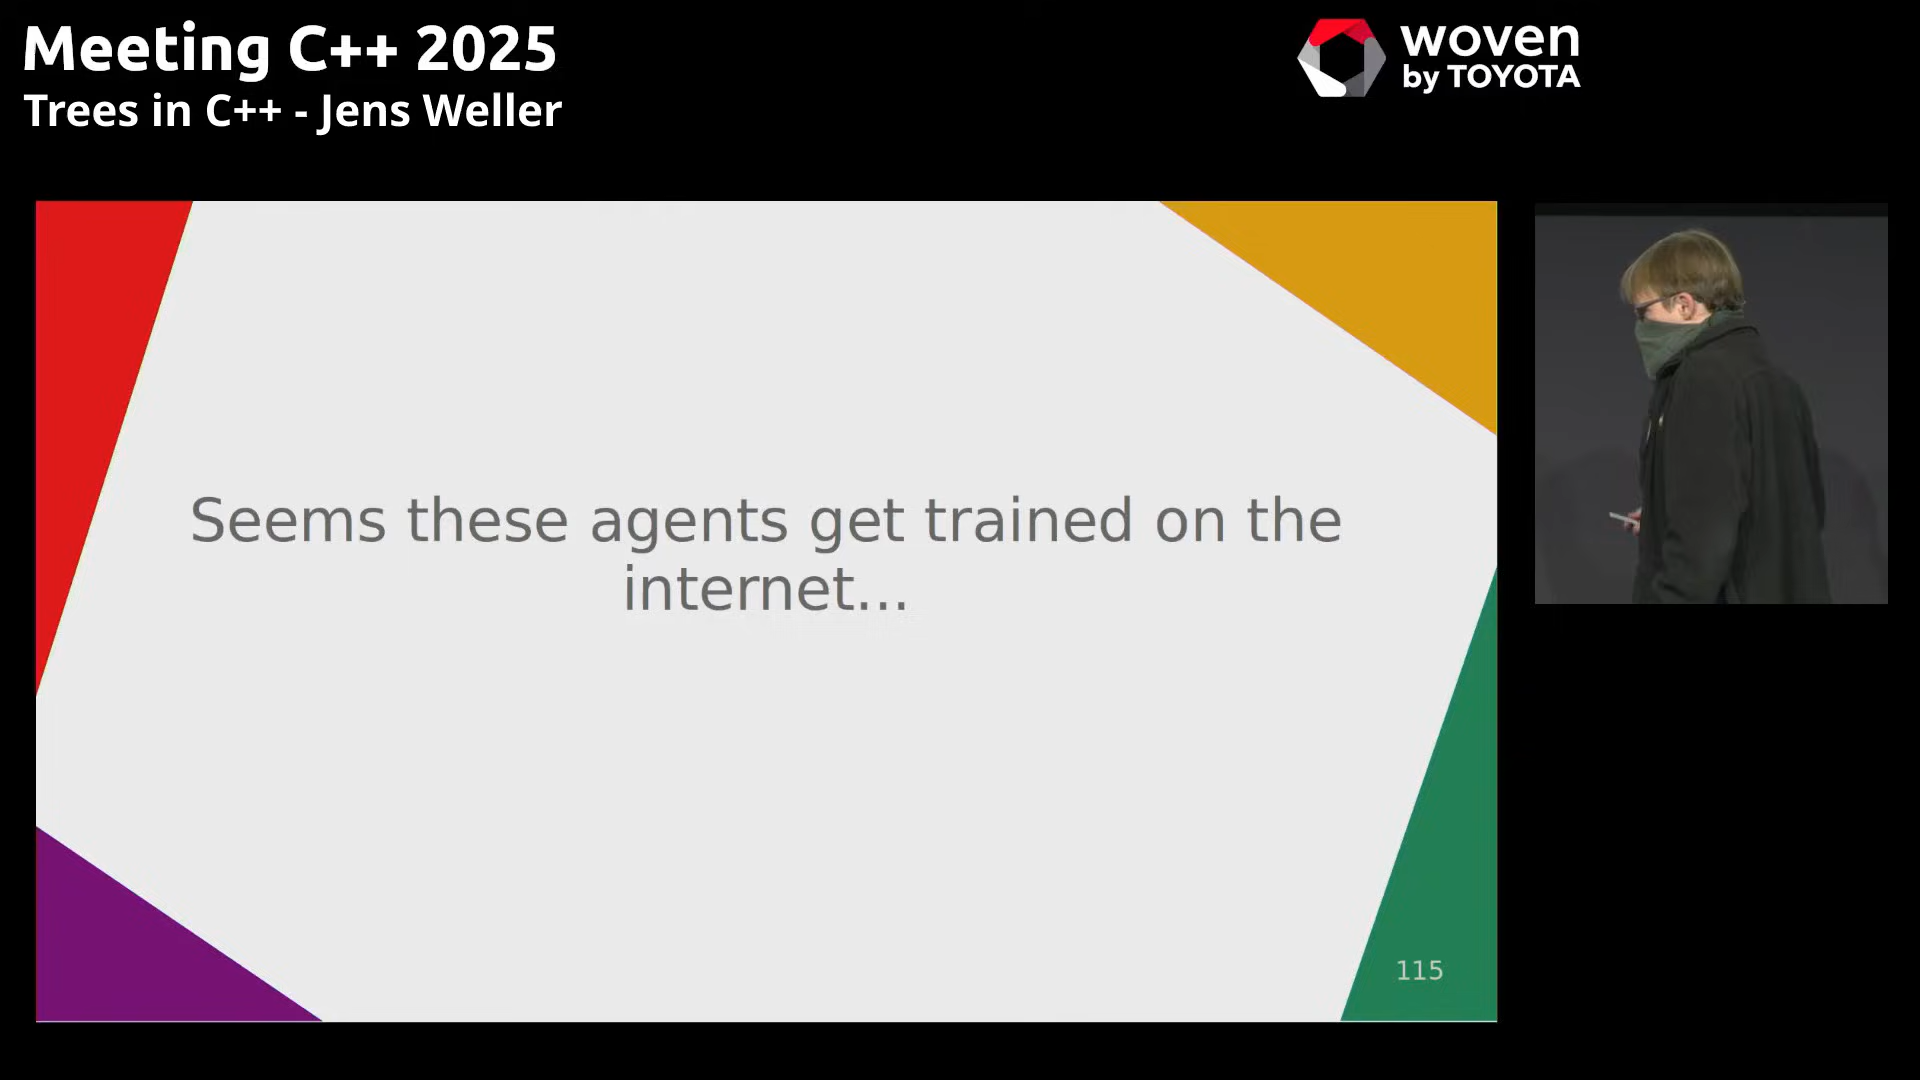 Meeting C++ 2025
Trees in C++ - Jens Weller
woven
by TOYOTA
Seems these agents get trained on the
internet...
115